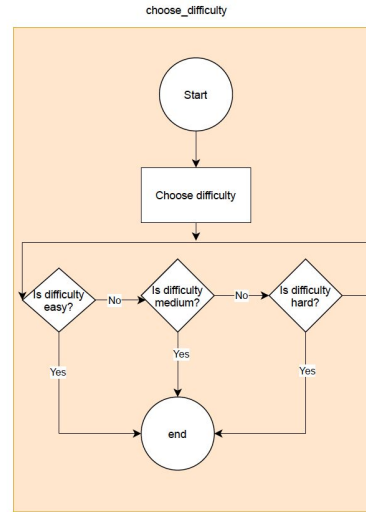 choose_difficulty
Start
Choose difficulty
Is difficulty
easy?
No
Is difficulty
medium?
No
Is difficulty
hard?
Yes
Yes
Yes
end